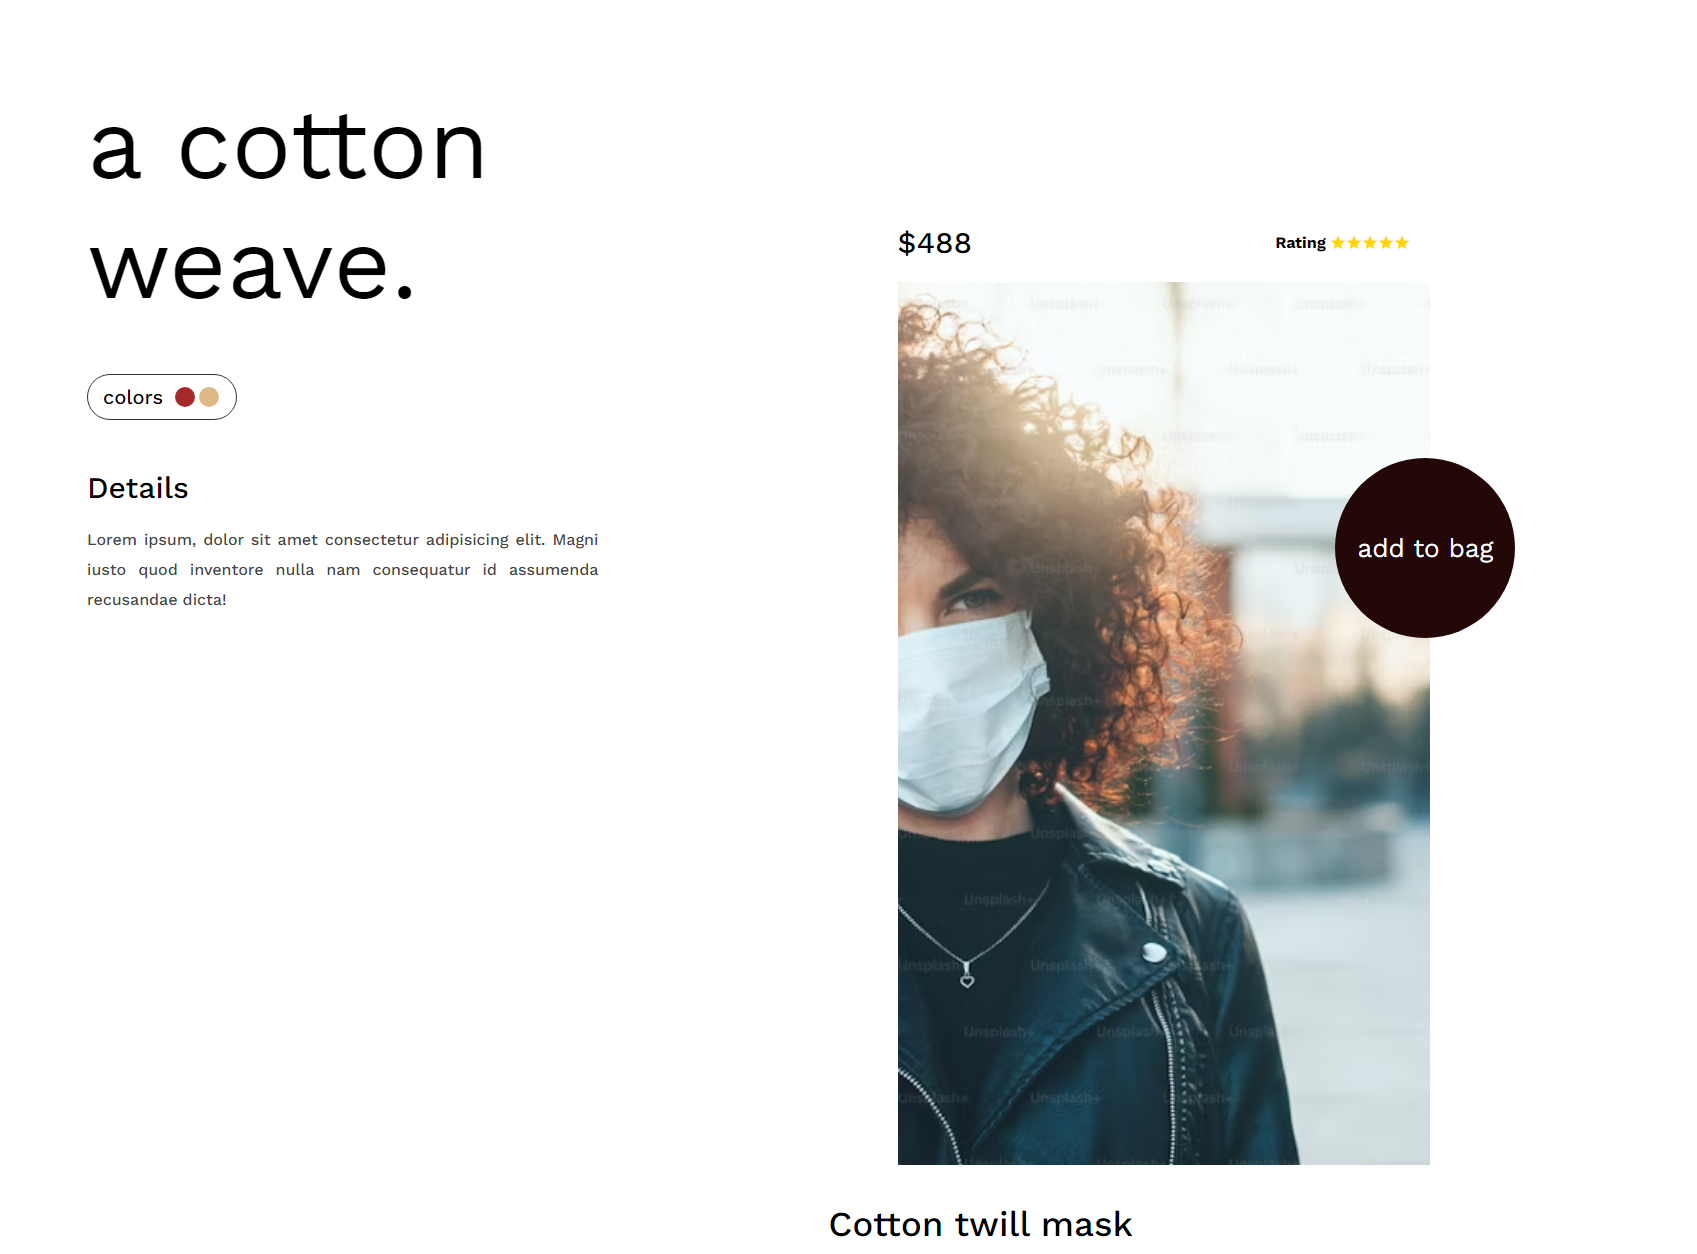 a cotton
weave.
colors
Details
Lorem ipsum, dolor sit amet consectetur adipisicing elit. Magni
iusto quod inventore nulla nam consequatur id assumenda
recusandae dicta!
$488
Rating
Unsplash+
add to bag
Cotton twill mask